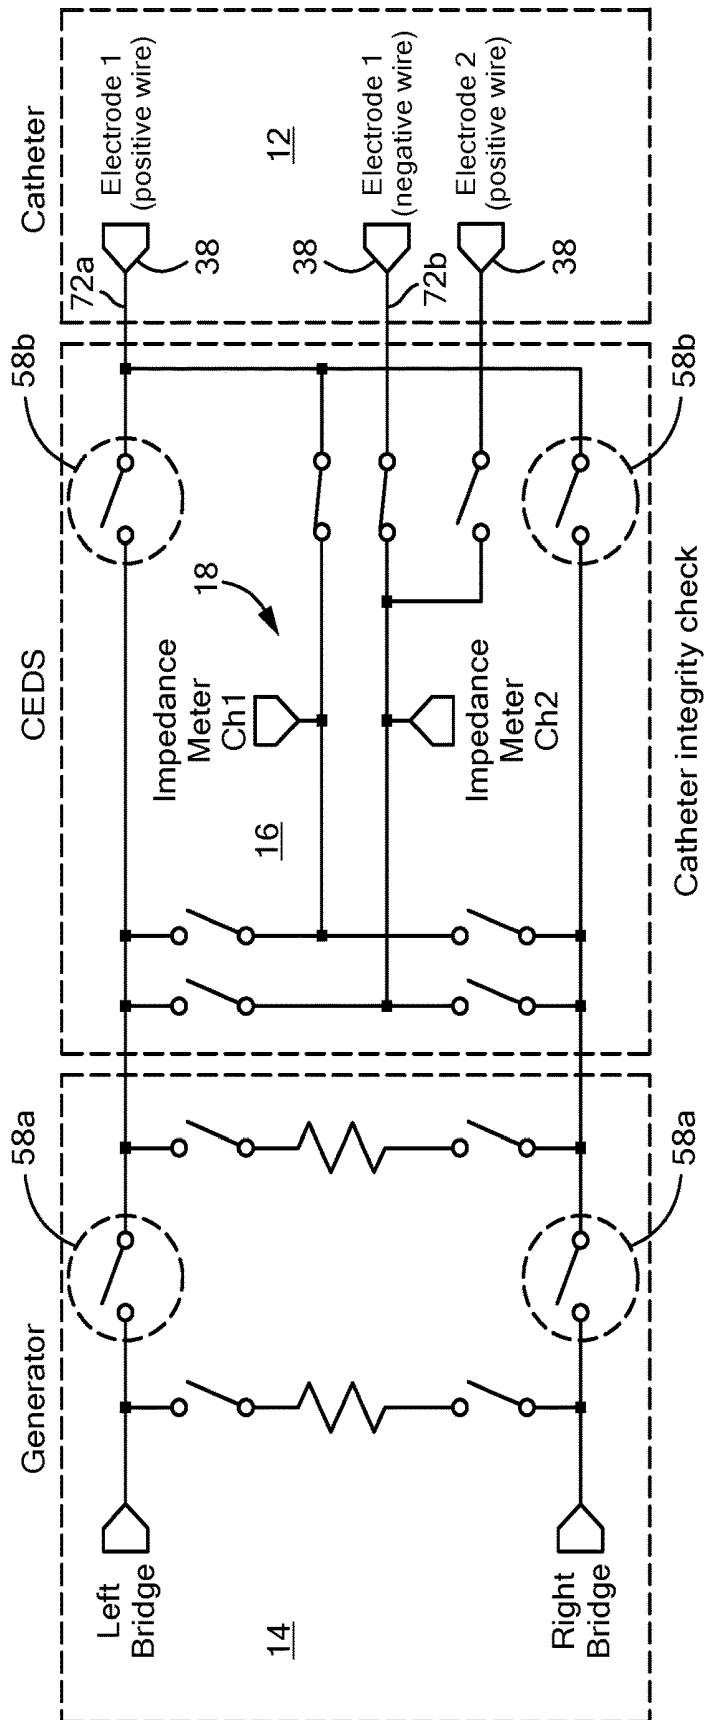 Generator
CEDS
Catheter
58a
58b
Left
Bridge
14
Right
Bridge
58a
16
18
Impedance
Meter
Ch1
Impedance
Meter
Ch2
58b
72a
38
Electrode 1
(positive wire)
12
38
72b
Electrode 1
(negative wire)
38
Electrode 2
(positive wire)
Catheter integrity check